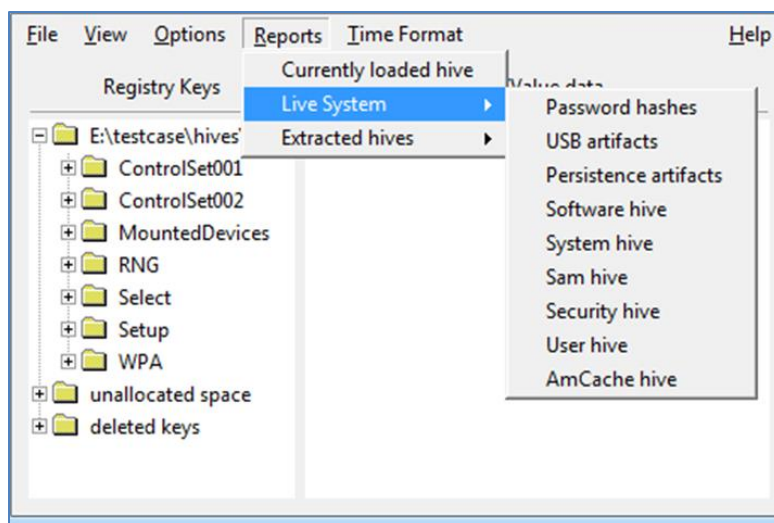 File View Options Reports Time Format Help
Registry Keys
Value data
Currently loaded hive
Live System
Extracted hives
Password hashes
USB artifacts
Persistence artifacts
Software hive
System hive
Sam hive
Security hive
User hive
AmCache hive
E:\testcase\hives\
ControlSet001
ControlSet002
MountedDevices
RNG
Select
Setup
WPA
unallocated space
deleted keys